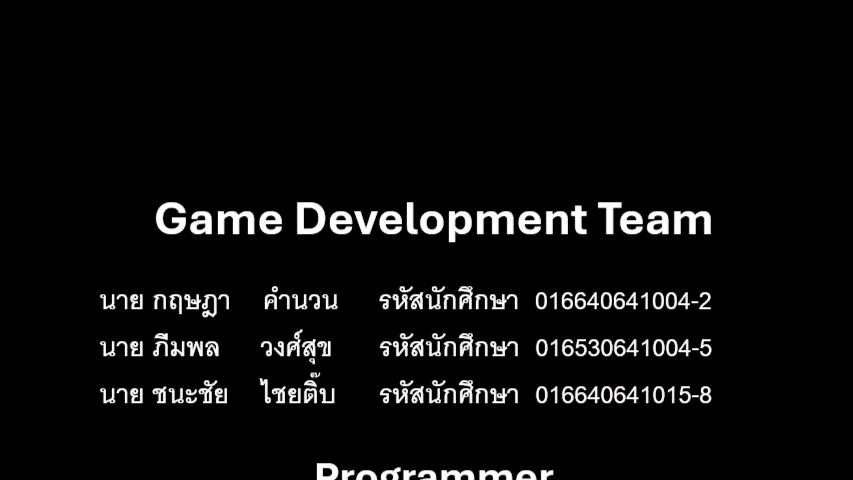 Game Development Team
นาย กฤษฎา คำนวน รหัสนักศึกษา 016640641004-2
นาย ภีมพล วงศ์สุข รหัสนักศึกษา 016530641004-5
นาย ชนะชัย ไชยติ๊บ รหัสนักศึกษา 016640641015-8
Programmer